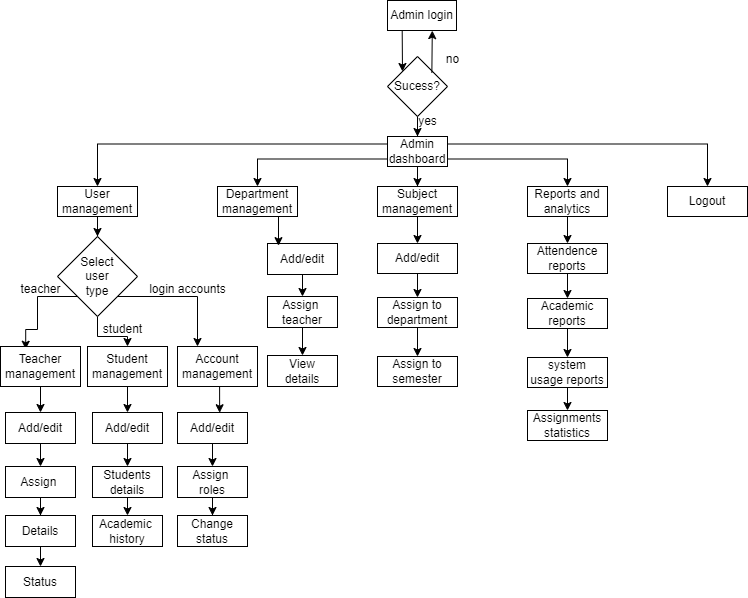 Admin login
no
Sucess?
yes
Admin
dashboard
User
management
Department
management
Subject
management
Reports and
analytics
Logout
Select
user
type
teacher
login accounts
student
Add/edit
Add/edit
Attendence
reports
Assign
teacher
Assign to
department
Academic
reports
Teacher
management
Student
management
Account
management
View
details
Assign to
semester
system
usage reports
Add/edit
Add/edit
Add/edit
Assignments
statistics
Assign
Students
details
Assign
roles
Details
Academic
history
Change
status
Status